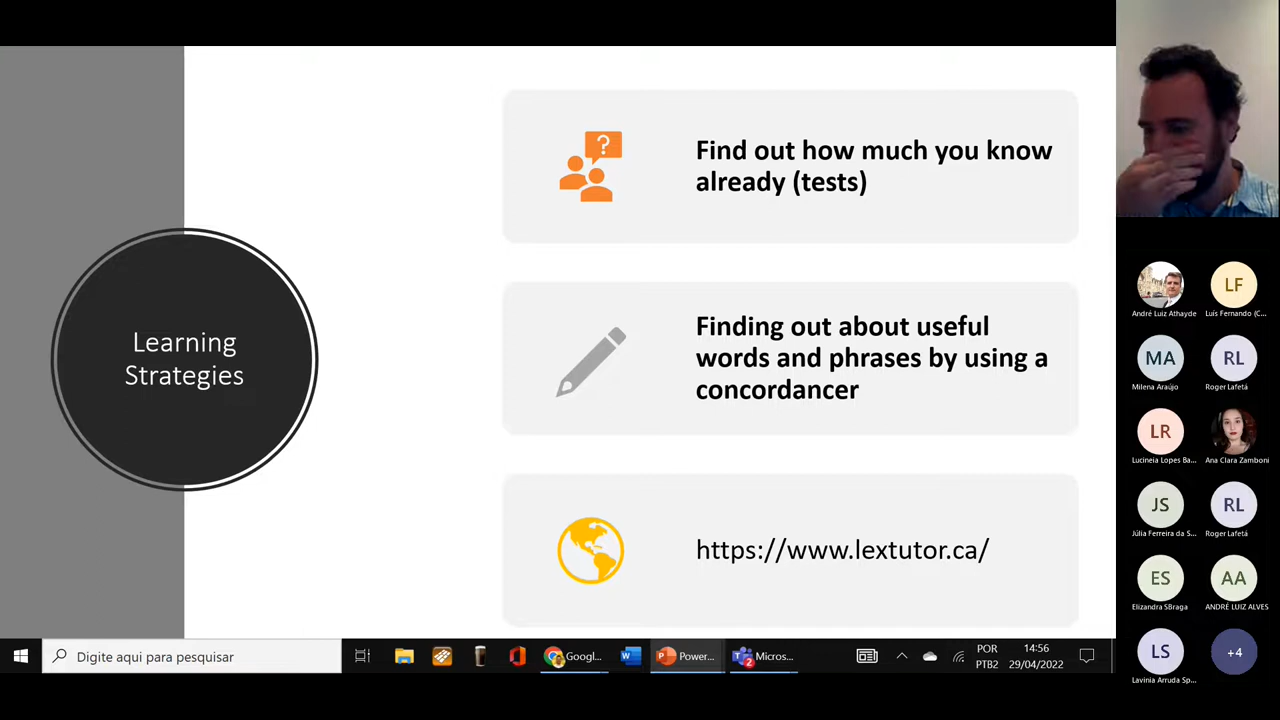 Learning
Strategies
?
Find out how much you know
already (tests)
Finding out about useful
words and phrases by using a
concordancer
https://www.lextutor.ca/
André Luiz Athayde
LF
Luís Fernando (C...
MA
Milena Araújo
RL
Roger Lafetá
LR
Lucineia Lopes Ba...
Ana Clara Zamboni
JS
Júlia Ferreira da S...
RL
Roger Lafetá
ES
Elizandra SBraga
AA
ANDRÉ LUIZ ALVES
LS
Lavinia Arruda Sp...
+4
Digite aqui para pesquisar
Googl...
Power...
2
Micros...
POR
PTB2
14:56
29/04/2022